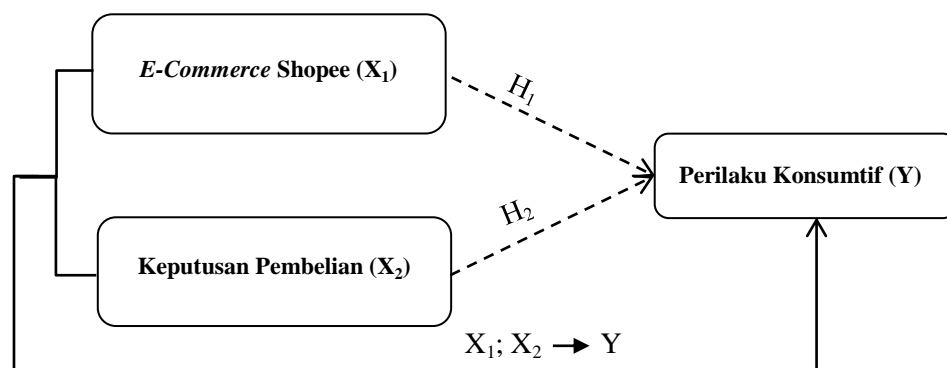 E-Commerce Shopee (X₁)
H₁
Perilaku Konsumtif (Y)
H₂
Keputusan Pembelian (X₂)
X₁; X₂ → Y